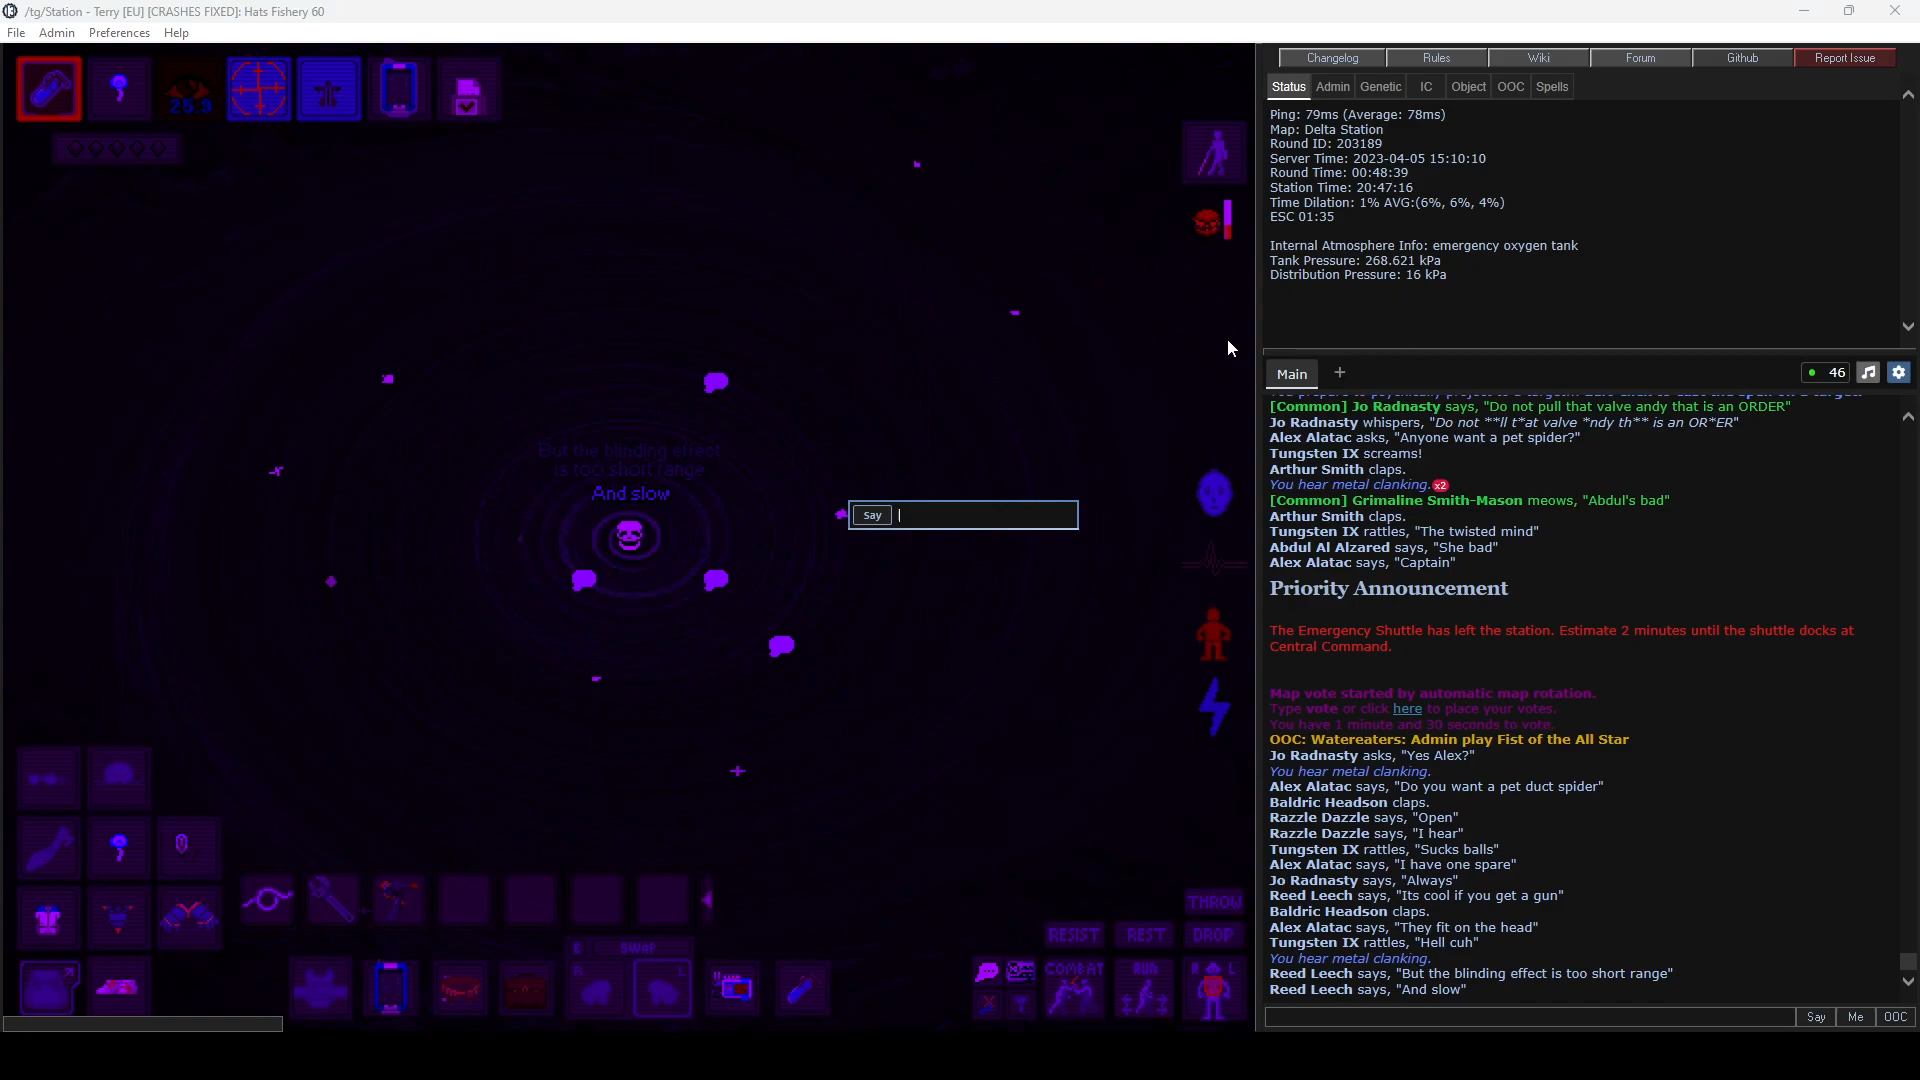 /tg/Station - Terry [EU] [CRASHES FIXED]: Hats Fishery 60
File Admin Preferences Help
25.9
But the blinding effect
is too short range
And slow
Say
THROW
RESIST REST DROP
E SWAP
R L
COMBAT RUN R L
Changelog Rules Wiki Forum Github Report Issue
Status Admin Genetic IC Object OOC Spells
Ping: 79ms (Average: 78ms)
Map: Delta Station
Round ID: 203189
Server Time: 2023-04-05 15:10:10
Round Time: 00:48:39
Station Time: 20:47:16
Time Dilation: 1% AVG:(6%, 6%, 4%)
ESC 01:35
Internal Atmosphere Info: emergency oxygen tank
Tank Pressure: 268.621 kPa
Distribution Pressure: 16 kPa
Main + 46
[Common] Jo Radnasty says, "Do not pull that valve andy that is an ORDER"
Jo Radnasty whispers, "Do not **ll t*at valve *ndy th** is an OR*ER"
Alex Alatac asks, "Anyone want a pet spider?"
Tungsten IX screams!
Arthur Smith claps.
You hear metal clanking. x2
[Common] Grimaline Smith-Mason meows, "Abdul's bad"
Arthur Smith claps.
Tungsten IX rattles, "The twisted mind"
Abdul Al Alzared says, "She bad"
Alex Alatac says, "Captain"
Priority Announcement
The Emergency Shuttle has left the station. Estimate 2 minutes until the shuttle docks at
Central Command.
Map vote started by automatic map rotation.
Type vote or click here to place your votes.
You have 1 minute and 30 seconds to vote.
OOC: Watereaters: Admin play Fist of the All Star
Jo Radnasty asks, "Yes Alex?"
You hear metal clanking.
Alex Alatac says, "Do you want a pet duct spider"
Baldric Headson claps.
Razzle Dazzle says, "Open"
Razzle Dazzle says, "I hear"
Tungsten IX rattles, "Sucks balls"
Alex Alatac says, "I have one spare"
Jo Radnasty says, "Always"
Reed Leech says, "Its cool if you get a gun"
Baldric Headson claps.
Alex Alatac says, "They fit on the head"
Tungsten IX rattles, "Hell cuh"
You hear metal clanking.
Reed Leech says, "But the blinding effect is too short range"
Reed Leech says, "And slow"
Say Me OOC